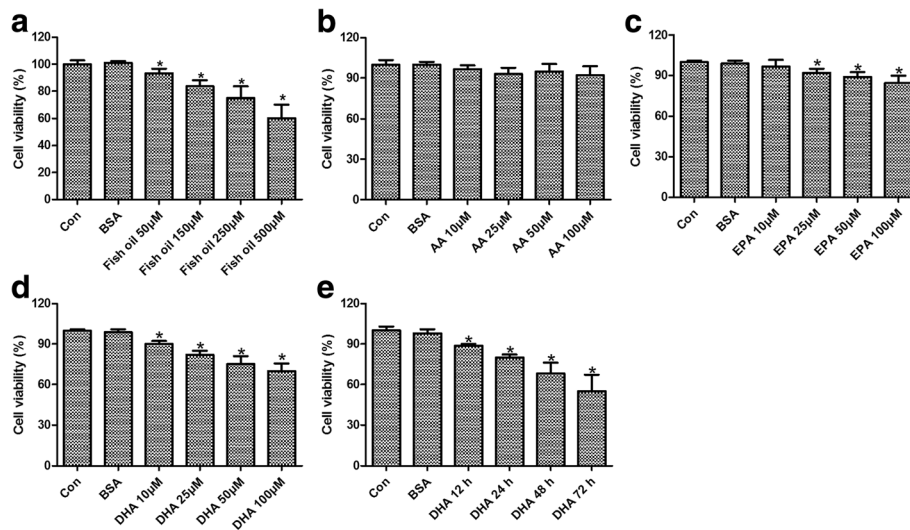 a
Cell viability (%)
120
100
80
60
40
20
0
*
*
*
*
Con
BSA
Fish oil 50µM
Fish oil 150µM
Fish oil 250µM
Fish oil 500µM
b
Cell viability (%)
120
90
60
30
0
Con
BSA
AA 10µM
AA 25µM
AA 50µM
AA 100µM
c
Cell viability (%)
120
90
60
30
0
*
*
*
Con
BSA
EPA 10µM
EPA 25µM
EPA 50µM
EPA 100µM
d
Cell viability (%)
120
90
60
30
0
*
*
*
*
Con
BSA
DHA 10µM
DHA 25µM
DHA 50µM
DHA 100µM
e
Cell viability (%)
120
90
60
30
0
*
*
*
*
Con
BSA
DHA 12 h
DHA 24 h
DHA 48 h
DHA 72 h